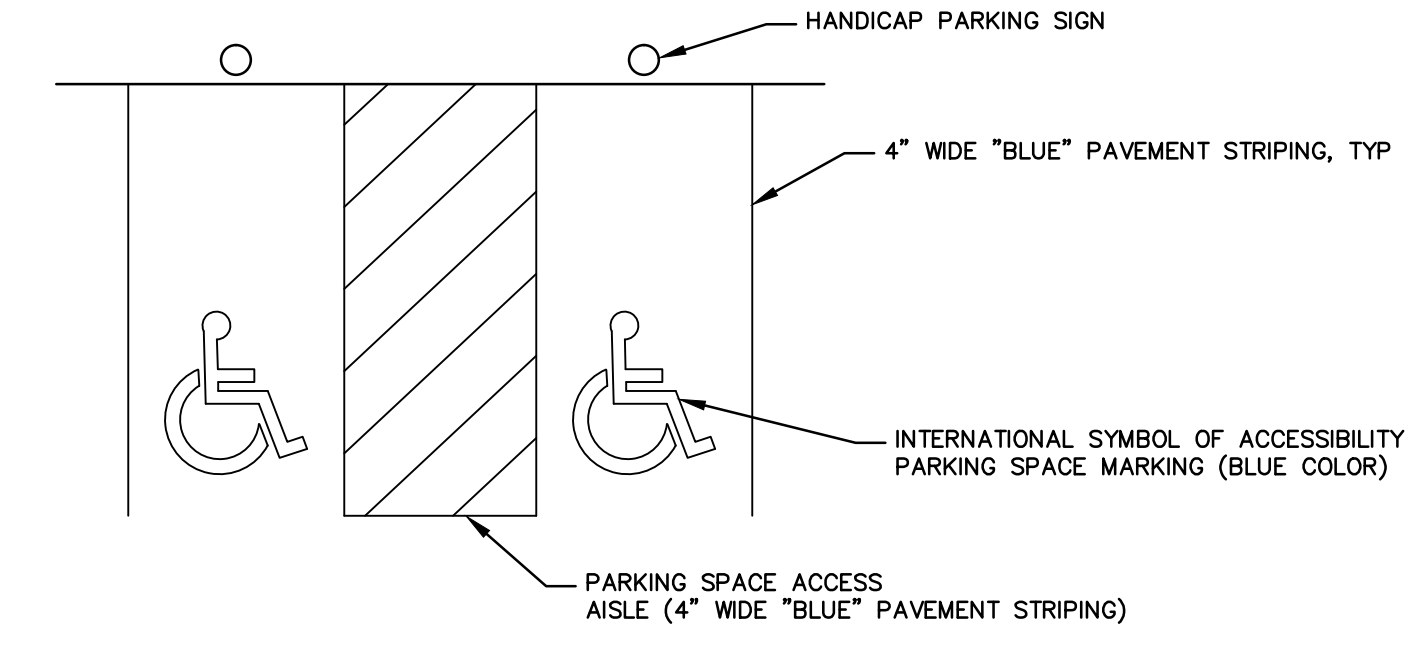 HANDICAP PARKING SIGN
4" WIDE "BLUE" PAVEMENT STRIPING, TYP
INTERNATIONAL SYMBOL OF ACCESSIBILITY
PARKING SPACE MARKING (BLUE COLOR)
PARKING SPACE ACCESS
AISLE (4" WIDE "BLUE" PAVEMENT STRIPING)